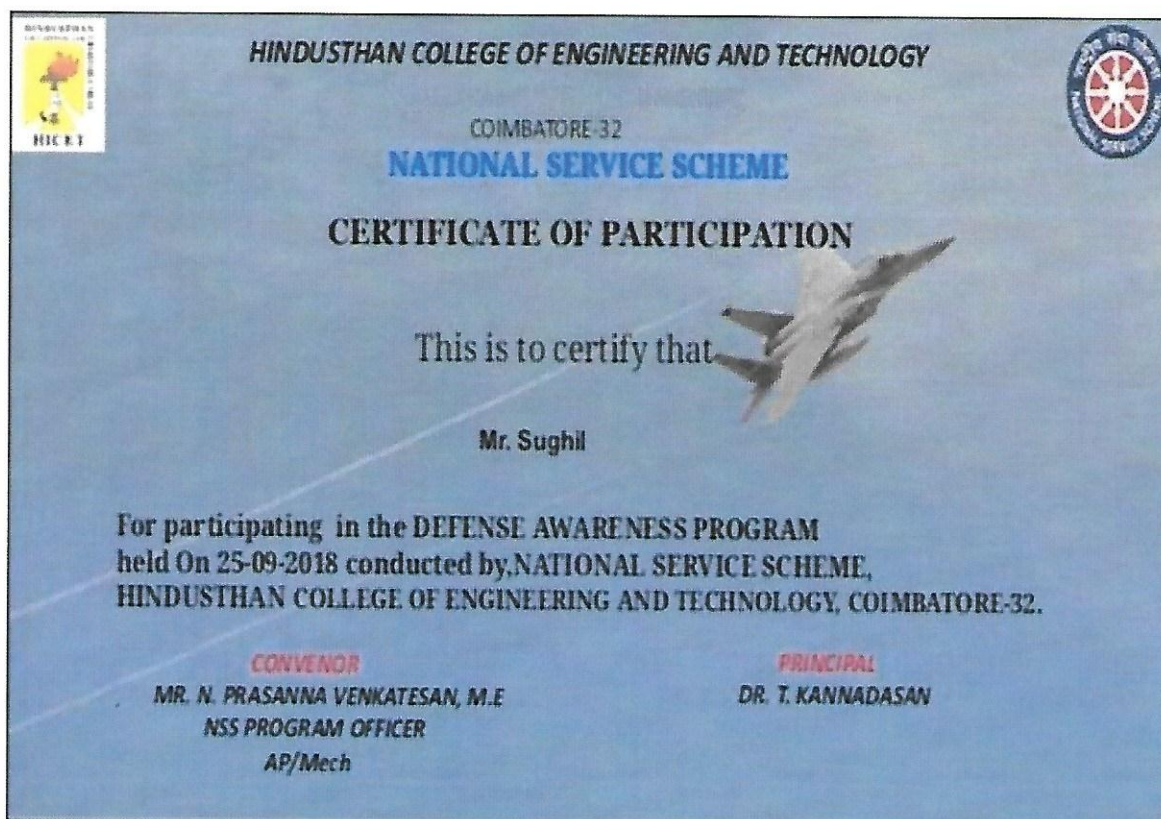 HINDUSTHAN COLLEGE OF ENGINEERING AND TECHNOLOGY
HICET
COIMBATORE-32
NATIONAL SERVICE SCHEME
CERTIFICATE OF PARTICIPATION
This is to certify that
Mr. Sughil
For participating in the DEFENSE AWARENESS PROGRAM
held On 25-09-2018 conducted by,NATIONAL SERVICE SCHEME,
HINDUSTHAN COLLEGE OF ENGINEERING AND TECHNOLOGY, COIMBATORE-32.
CONVENOR
MR. N. PRASANNA VENKATESAN, M.E
NSS PROGRAM OFFICER
AP/Mech
PRINCIPAL
DR. T. KANNADASAN